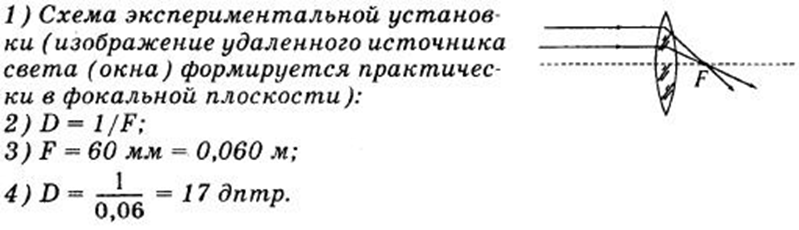 1) Схема экспериментальной установ-
ки (изображение удаленного источника
света (окна) формируется практичес-
ки в фокальной плоскости):
2) D = 1/F;
3) F = 60 мм = 0,060 м;
4) D = 1/0,06 = 17 дптр.
F